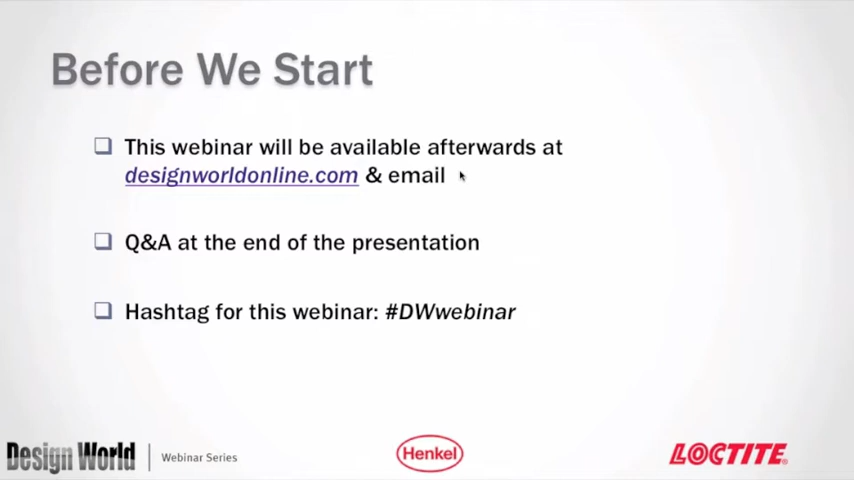 Before We Start
This webinar will be available afterwards at
designworldonline.com & email
Q&A at the end of the presentation
Hashtag for this webinar: #DWwebinar
Design World
Webinar Series
Henkel
LOCTITE.